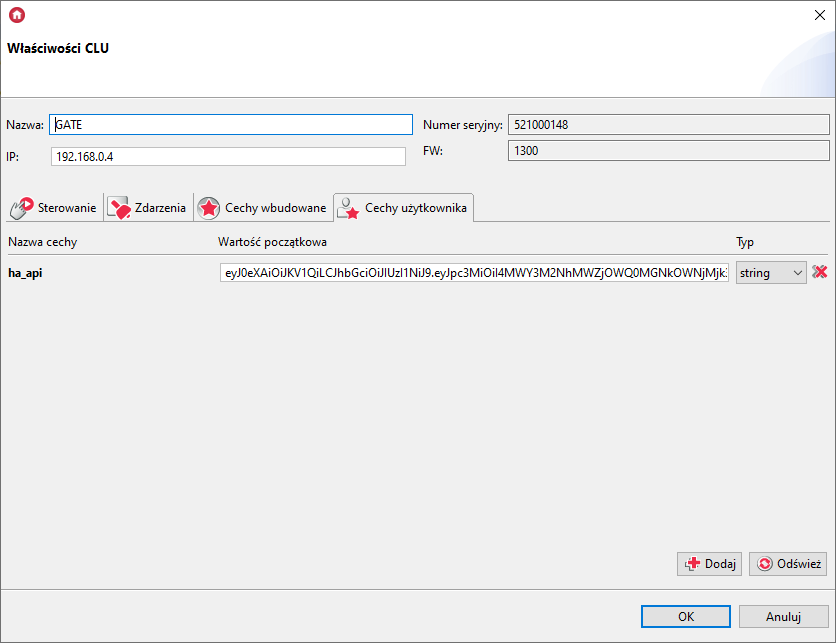 Właściwości CLU
Nazwa: GATE Numer seryjny: 521000148
IP: 192.168.0.4 FW: 1300
Sterowanie Zdarzenia Cechy wbudowane Cechy użytkownika
Nazwa cechy Wartość początkowa Typ
ha_api eyJ0eXAiOiJKV1QiLCJhbGciOiJIUzI1NiJ9.eyJpc3MiOiI4MWY3M2NhMWZjOWQ0MGNkOWNjMjk: string
Dodaj Odśwież
OK Anuluj